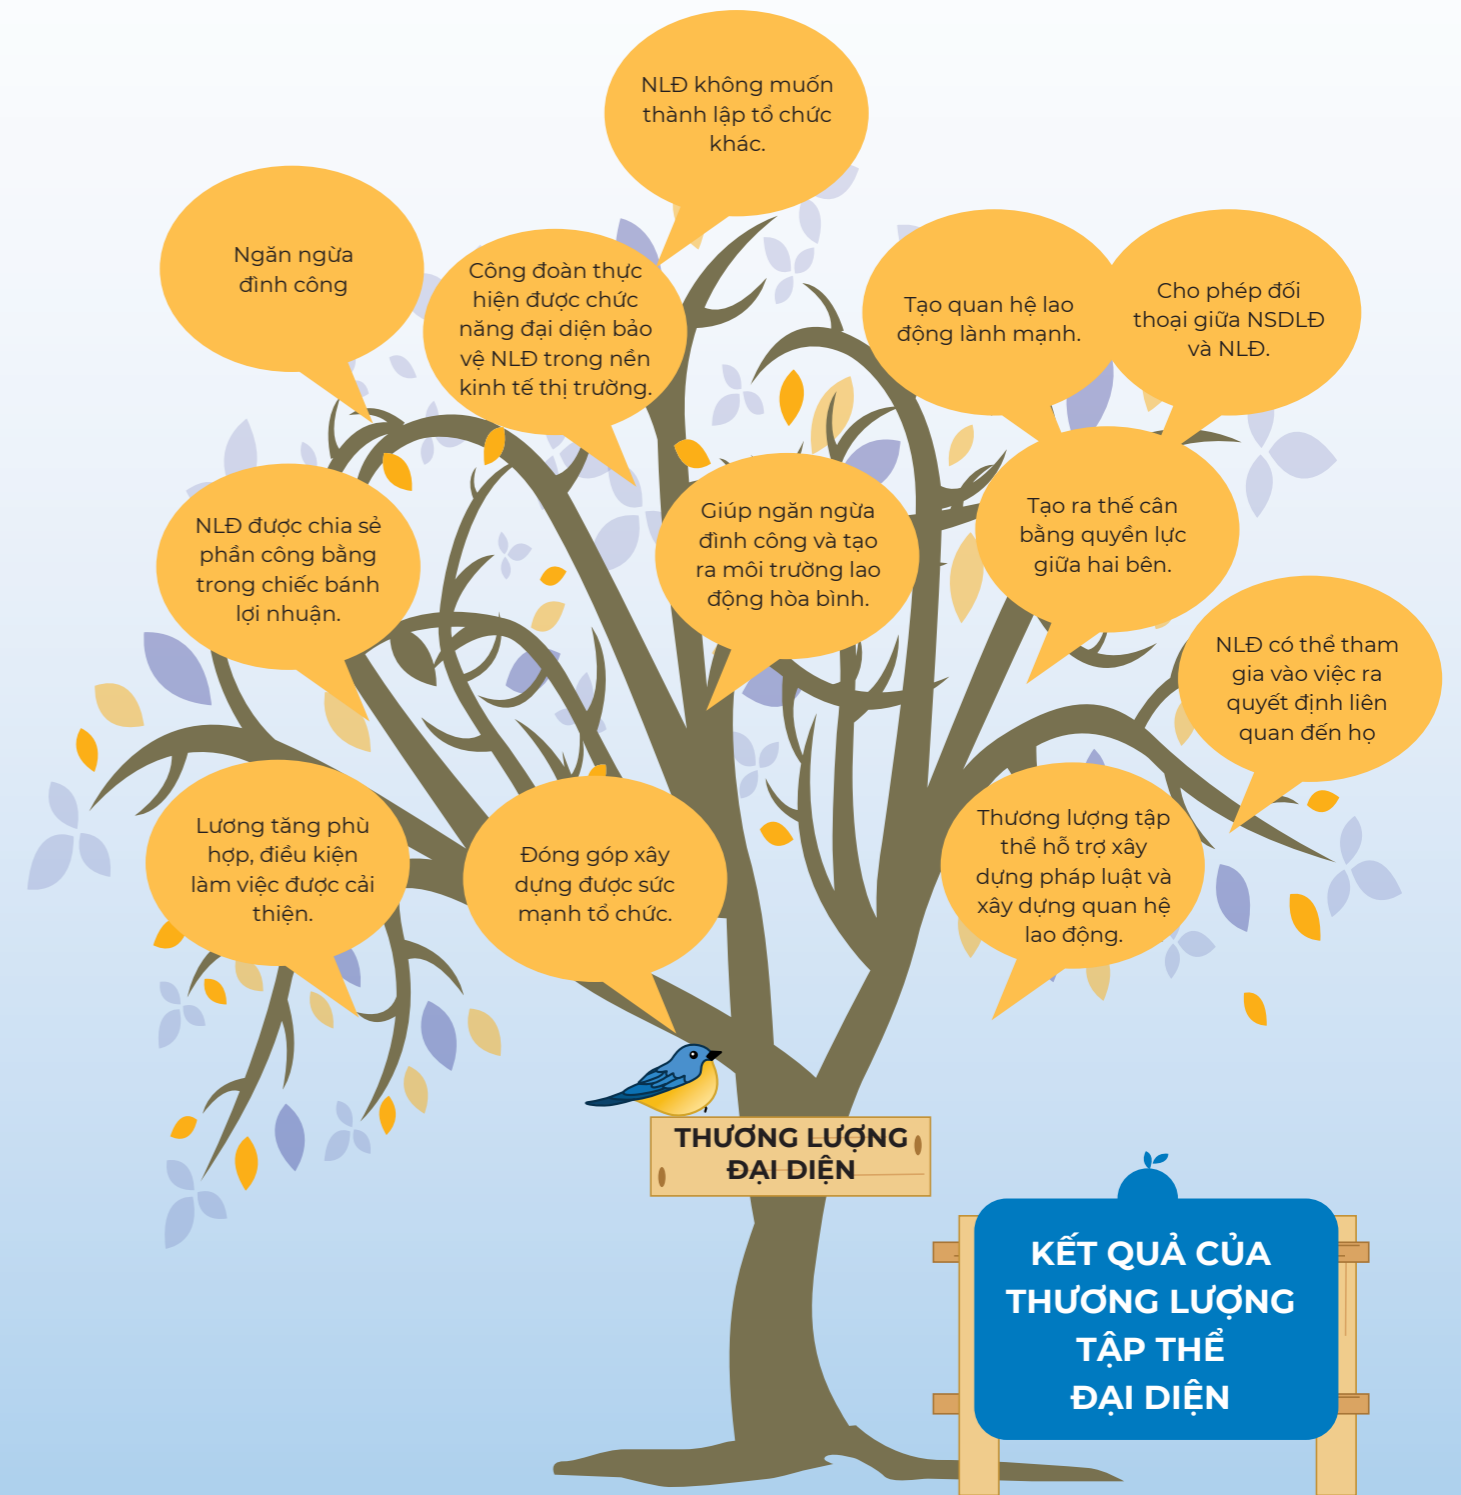 NLĐ không muốn
thành lập tổ chức
khác.
Ngăn ngừa
đình công
Công đoàn thực
hiện được chức
năng đại diện bảo
vệ NLĐ trong nền
kinh tế thị trường.
Tạo quan hệ lao
động lành mạnh.
Cho phép đối
thoại giữa NSDLĐ
và NLĐ.
NLĐ được chia sẻ
phần công bằng
trong chiếc bánh
lợi nhuận.
Giúp ngăn ngừa
đình công và tạo
ra môi trường lao
động hòa bình.
Tạo ra thế cân
bằng quyền lực
giữa hai bên.
NLĐ có thể tham
gia vào việc ra
quyết định liên
quan đến họ
Lương tăng phù
hợp, điều kiện
làm việc được cải
thiện.
Đóng góp xây
dựng được sức
mạnh tổ chức.
Thương lượng tập
thể hỗ trợ xây
dựng pháp luật và
xây dựng quan hệ
lao động.
THƯƠNG LƯỢNG
ĐẠI DIỆN
KẾT QUẢ CỦA
THƯƠNG LƯỢNG
TẬP THỂ
ĐẠI DIỆN